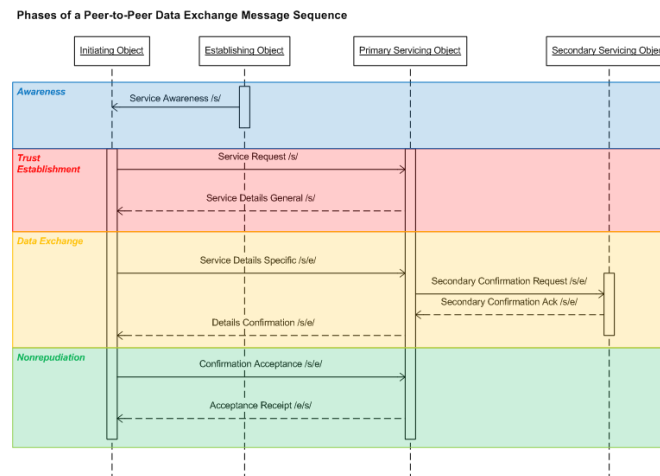 Phases of a Peer-to-Peer Data Exchange Message Sequence
Initiating Object
Establishing Object
Primary Servicing Object
Secondary Servicing Object
Awareness
Service Awareness /s/
Trust
Establishment
Service Request /s/
Service Details General /s/
Data Exchange
Service Details Specific /s/e/
Secondary Confirmation Request /s/e/
Secondary Confirmation Ack /s/e/
Details Confirmation /s/e/
Nonrepudiation
Confirmation Acceptance /s/e/
Acceptance Receipt /e/s/